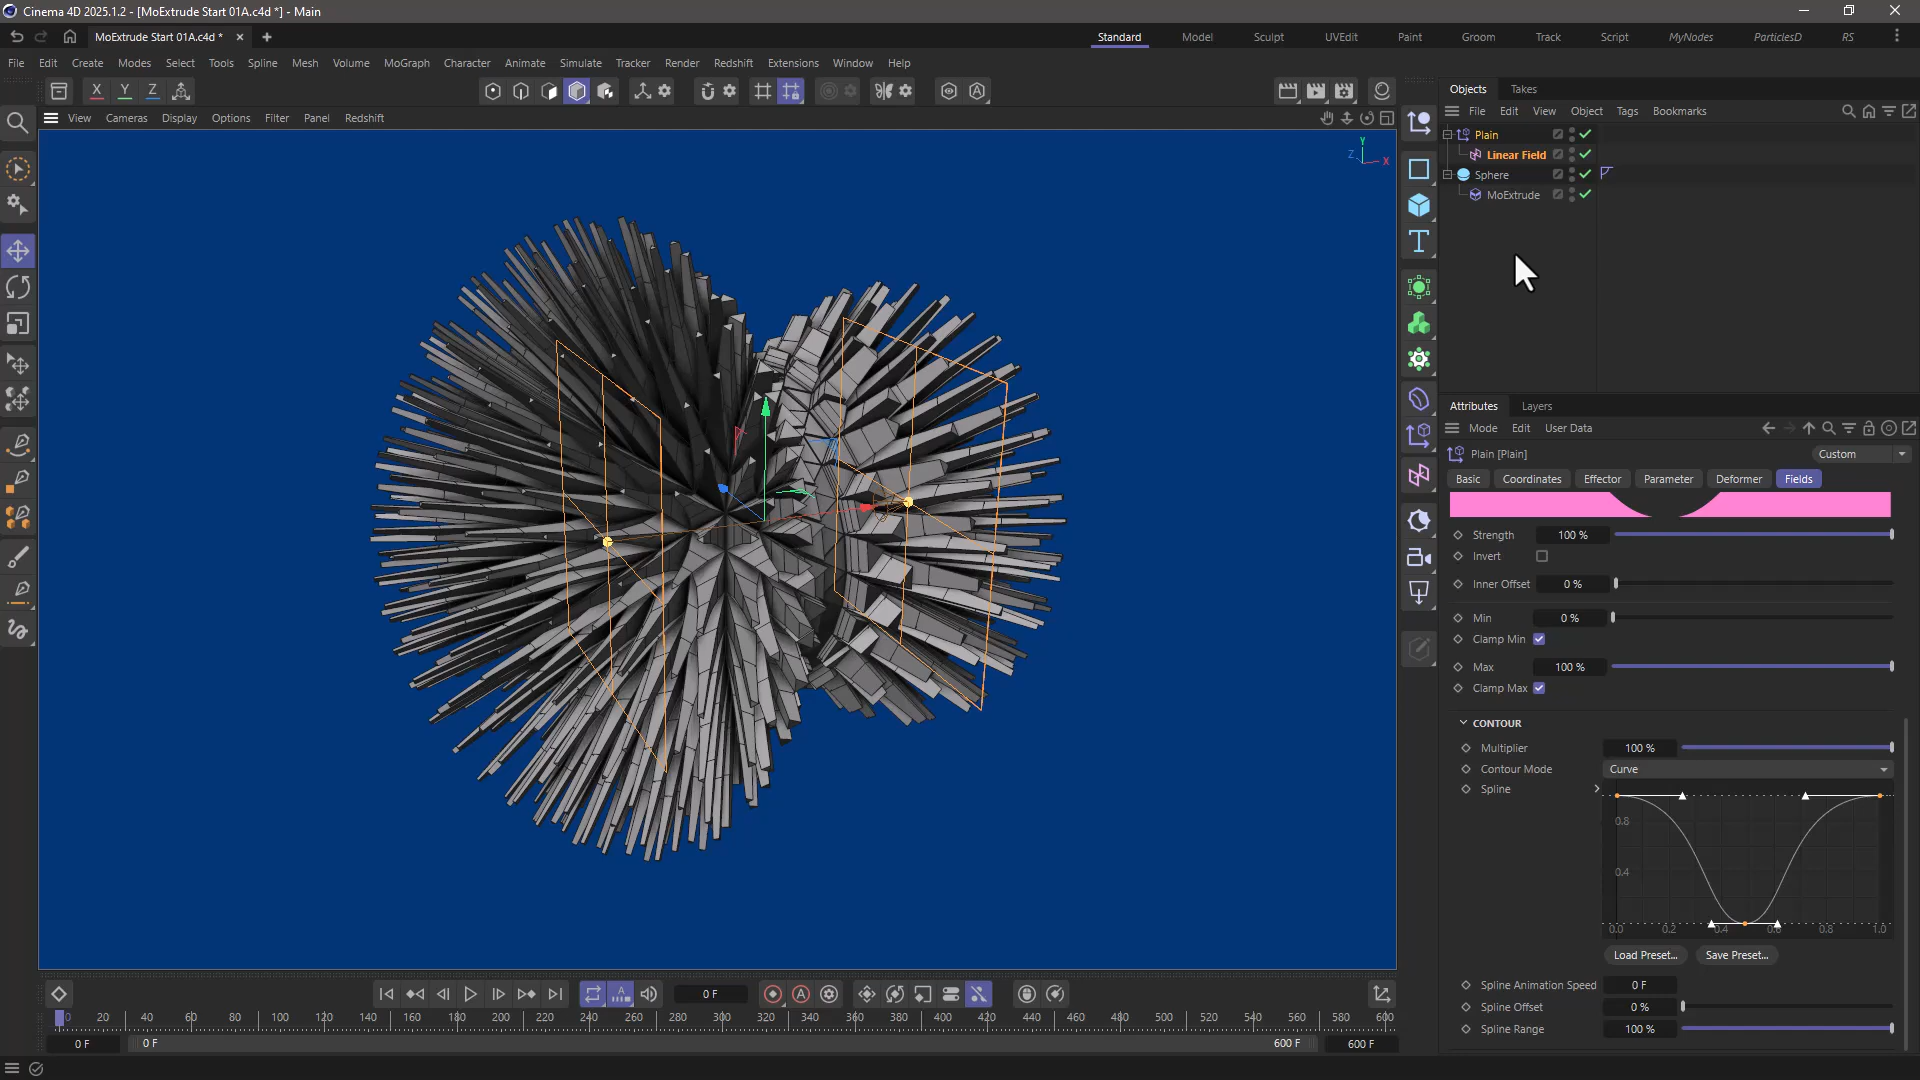 Cinema 4D 2025.1.2 - [MoExtrude Start 01A.c4d *] - Main
MoExtrude Start 01A.c4d *
Standard Model Sculpt UVEdit Paint Groom Track Script MyNodes ParticlesD RS
File Edit Create Modes Select Tools Spline Mesh Volume MoGraph Character Animate Simulate Tracker Render Redshift Extensions Window Help
X Y Z
View Cameras Display Options Filter Panel Redshift
Y
Z X
Objects Takes
File Edit View Object Tags Bookmarks
Plain
Linear Field
Sphere
MoExtrude
Attributes Layers
Mode Edit User Data
Plain [Plain] Custom
Basic Coordinates Effector Parameter Deformer Fields
Strength 100 %
Invert
Inner Offset 0 %
Min 0 %
Clamp Min
Max 100 %
Clamp Max
CONTOUR
Multiplier 100 %
Contour Mode Curve
Spline
0.8
0.4
0.0 0.2 0.4 0.6 0.8 1.0
Load Preset... Save Preset...
Spline Animation Speed 0 F
Spline Offset 0 %
Spline Range 100 %
0 F
0 20 40 60 80 100 120 140 160 180 200 220 240 260 280 300 320 340 360 380 400 420 440 460 480 500 520 540 560 580 600
0 F 0 F 600 F 600 F